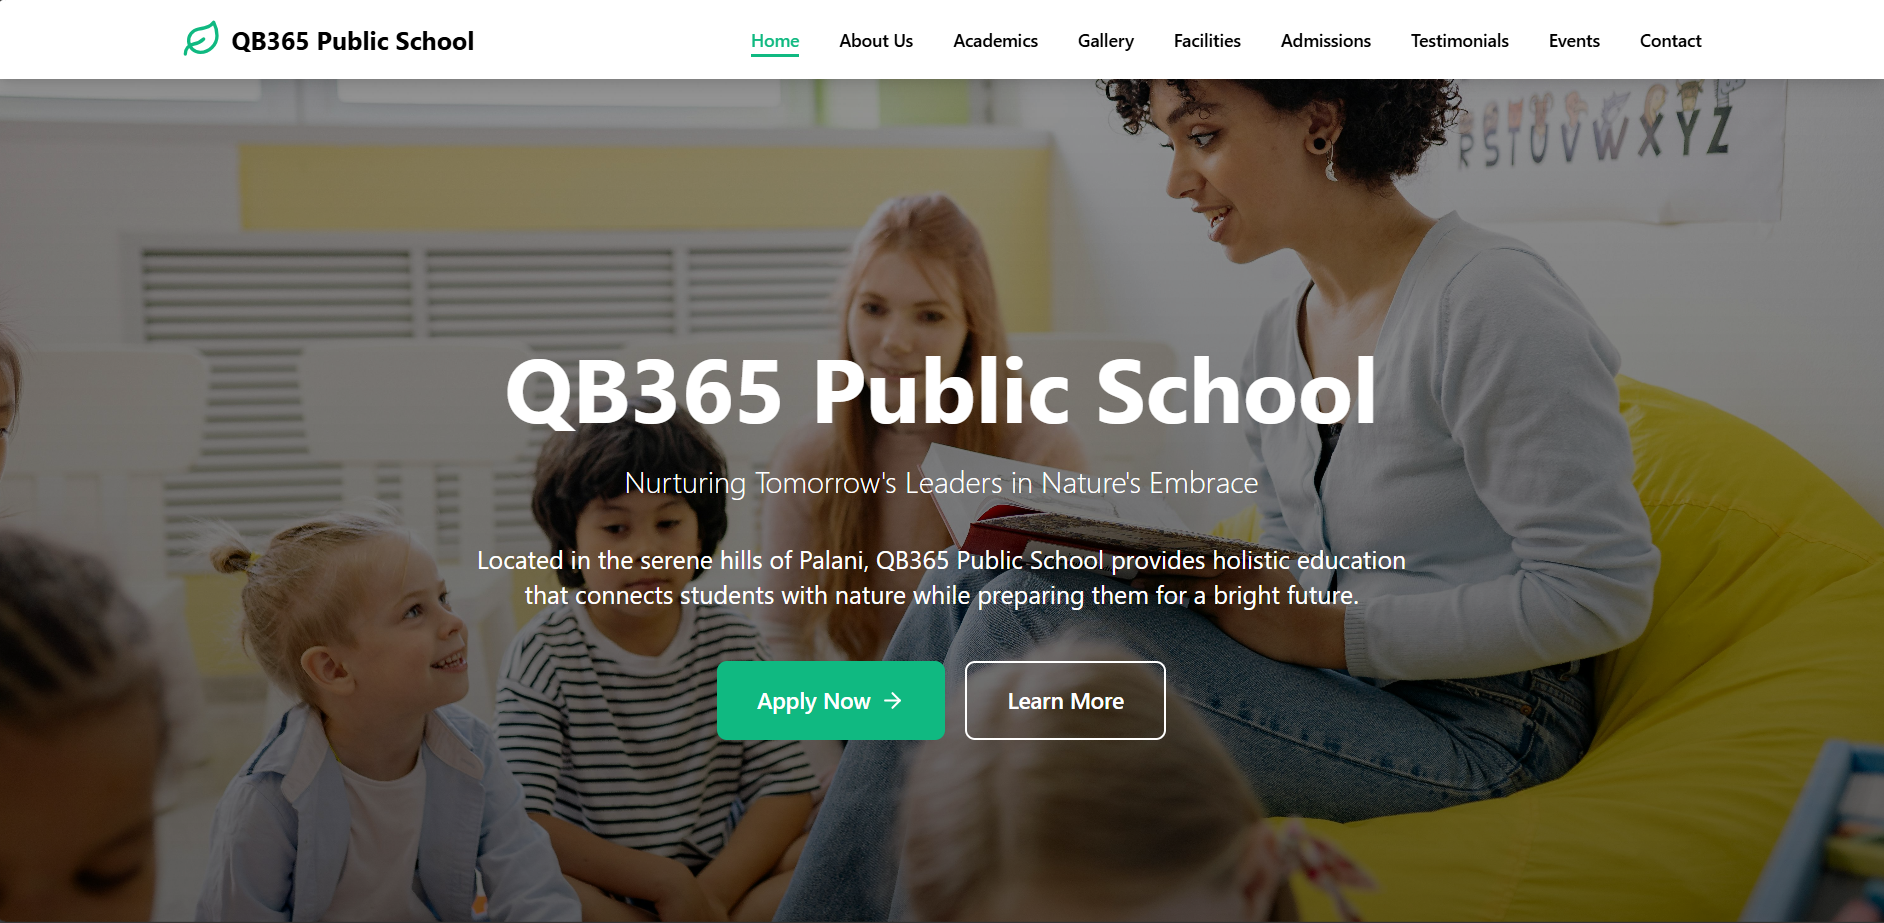 QB365 Public School
Home About Us Academics Gallery Facilities Admissions Testimonials Events Contact
R S T U V W X Y Z
QB365 Public School
Nurturing Tomorrow's Leaders in Nature's Embrace
Located in the serene hills of Palani, QB365 Public School provides holistic education
that connects students with nature while preparing them for a bright future.
Apply Now → Learn More